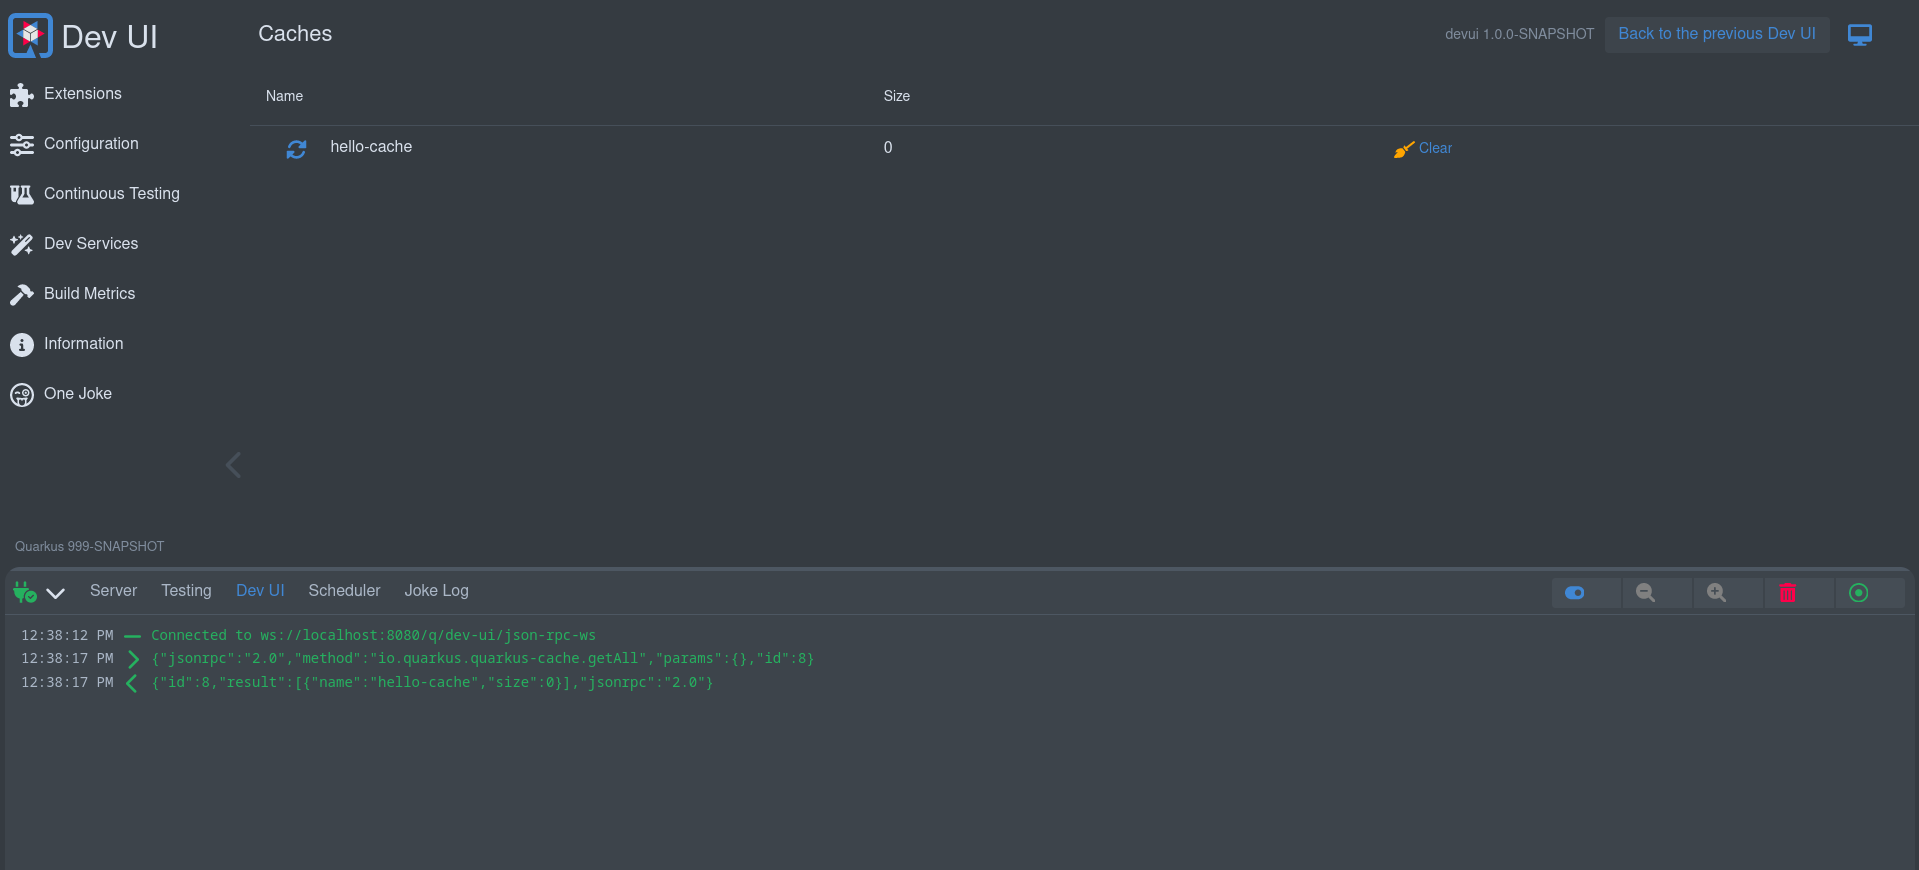 Dev UI
Caches
devui 1.0.0-SNAPSHOT
Back to the previous Dev UI
Extensions
Configuration
Continuous Testing
Dev Services
Build Metrics
Information
One Joke
Name Size
hello-cache 0 Clear
Quarkus 999-SNAPSHOT
Server Testing Dev UI Scheduler Joke Log
12:38:12 PM Connected to ws://localhost:8080/q/dev-ui/json-rpc-ws
12:38:17 PM {"jsonrpc":"2.0","method":"io.quarkus.quarkus-cache.getAll","params":{},"id":8}
12:38:17 PM {"id":8,"result":[{"name":"hello-cache","size":0}],"jsonrpc":"2.0"}